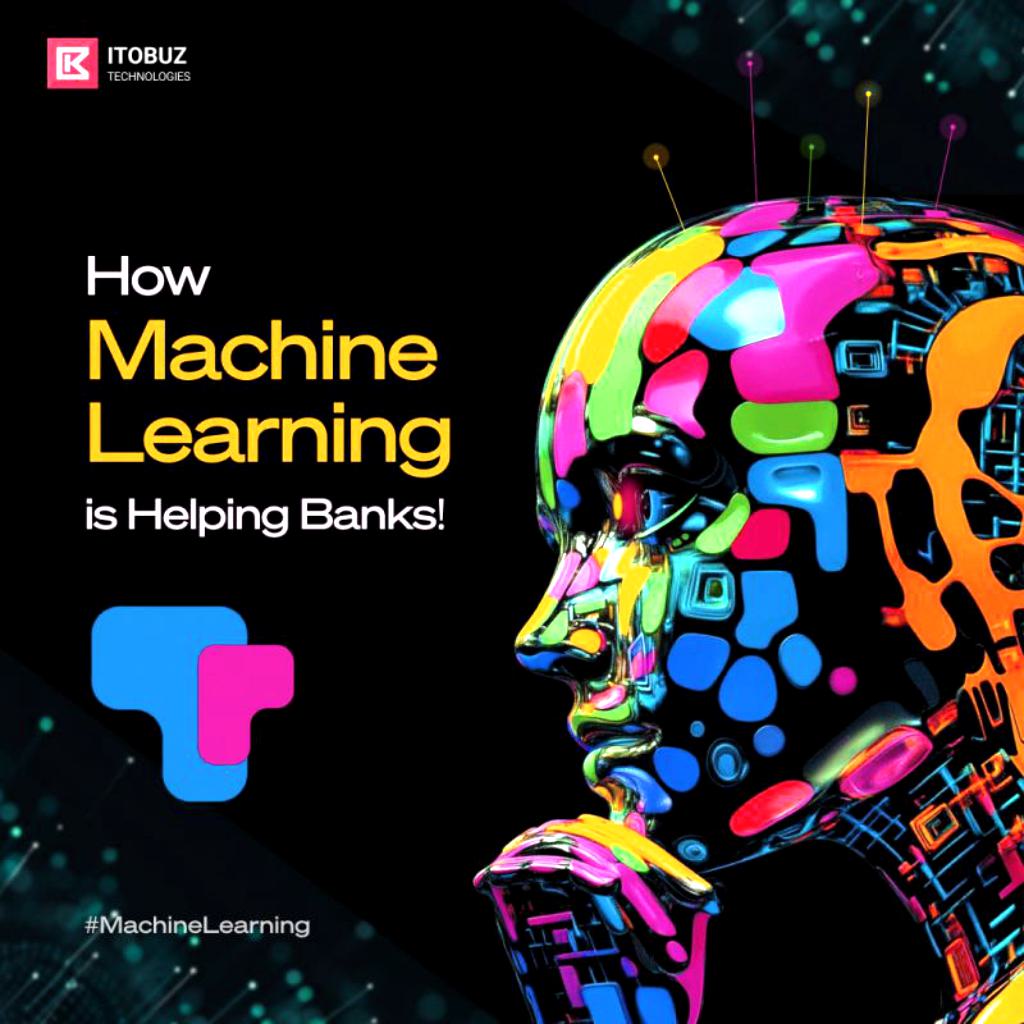 ITOBUZ
TECHNOLOGIES
How
Machine
Learning
is Helping Banks!
#MachineLearning